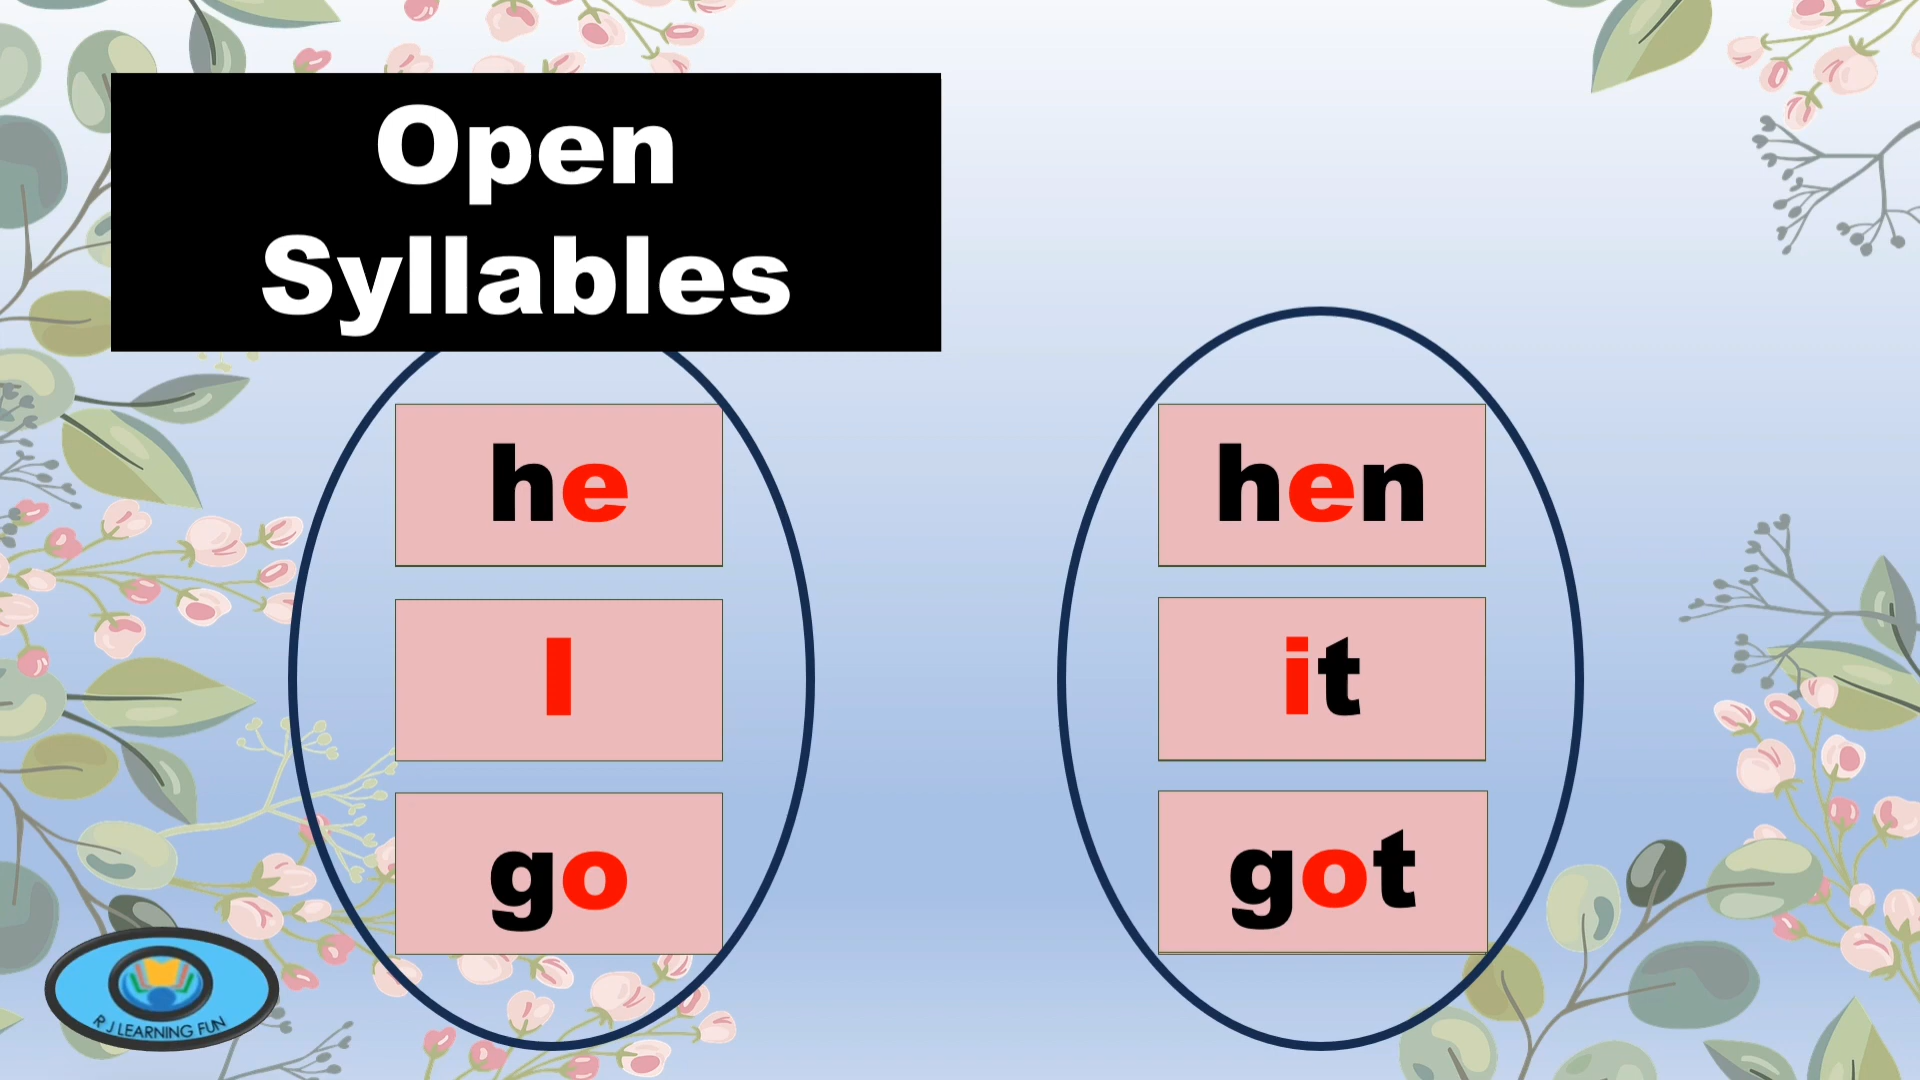 Open
Syllables
he
I
go
hen
it
got
R J LEARNING FUN